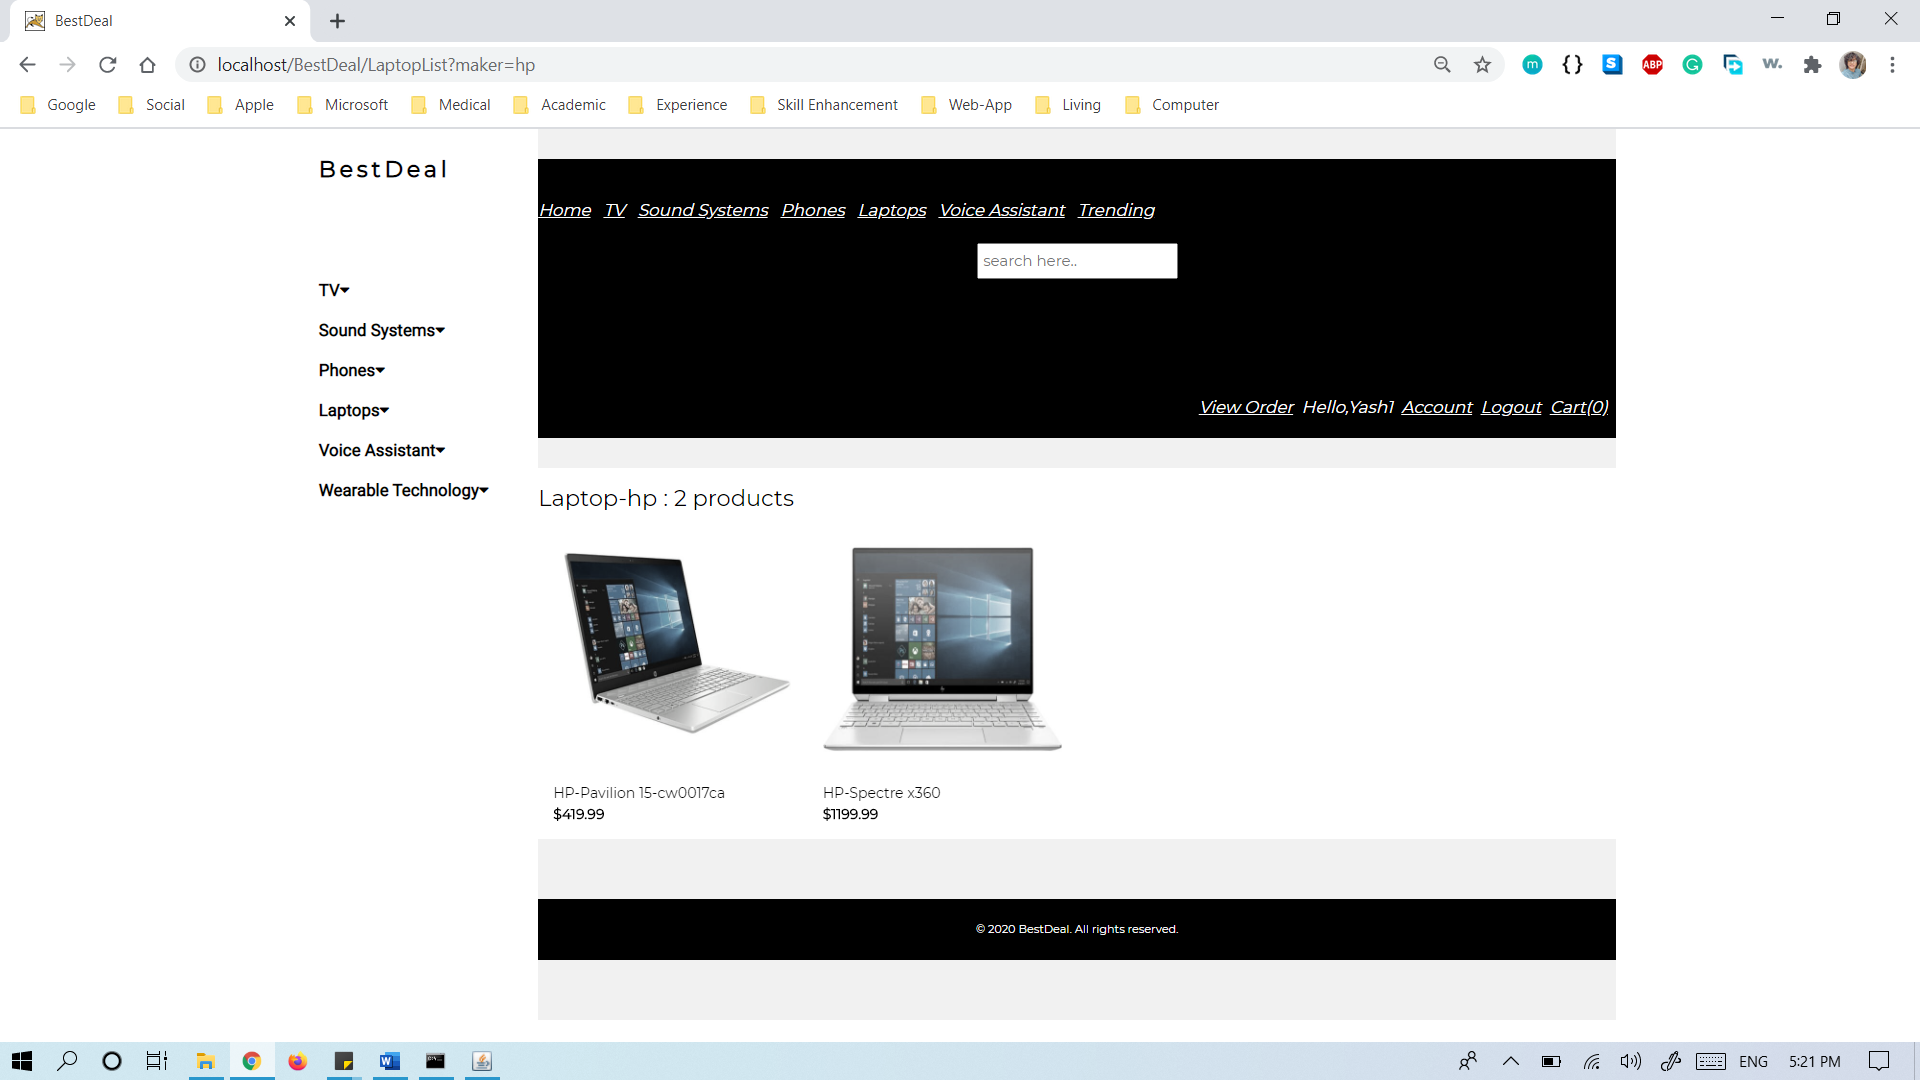 BestDeal
localhost/BestDeal/LaptopList?maker=hp
Google Social Apple Microsoft Medical Academic Experience Skill Enhancement Web-App Living Computer
BestDeal
Home TV Sound Systems Phones Laptops Voice Assistant Trending
search here..
TV
Sound Systems
Phones
Laptops
Voice Assistant
Wearable Technology
View Order Hello,Yash1 Account Logout Cart(0)
Laptop-hp : 2 products
HP-Pavilion 15-cw0017ca
$419.99
HP-Spectre x360
$1199.99
© 2020 BestDeal. All rights reserved.
ENG 5:21 PM